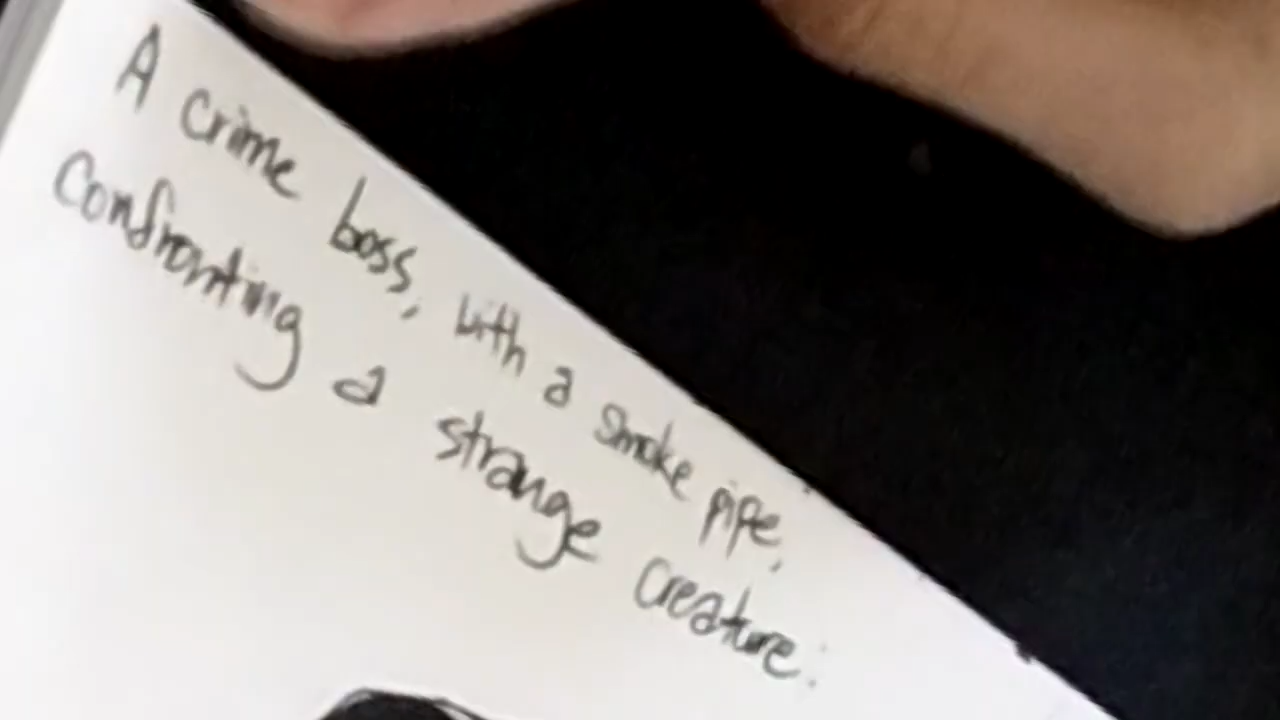 A crime boss, with a smoke pipe,
confronting a strange creature.